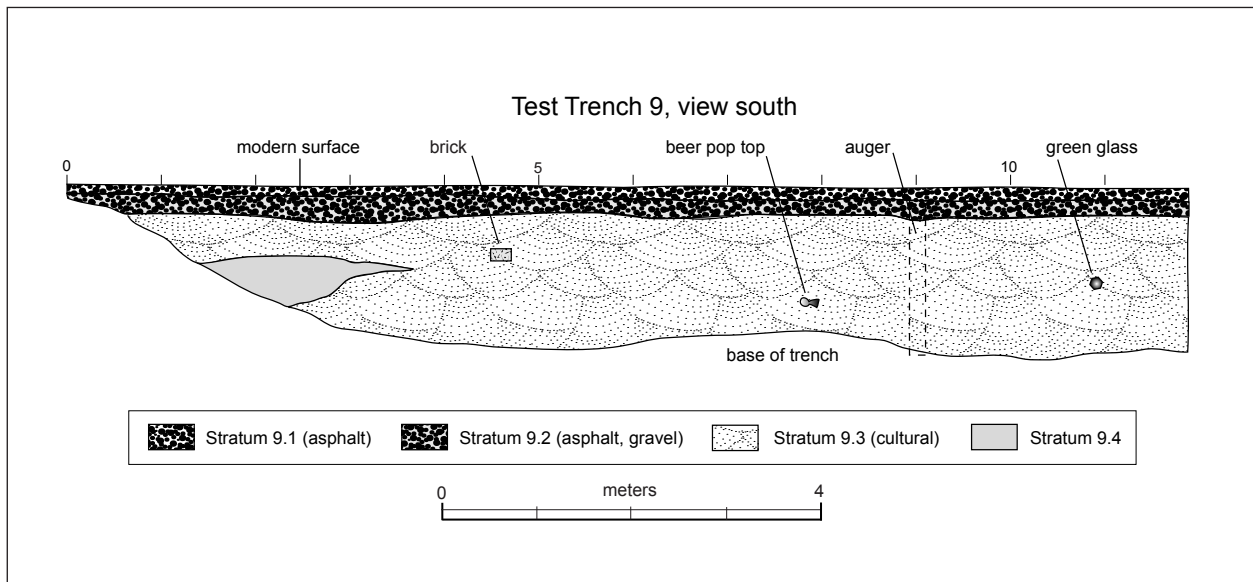 Test Trench 9, view south
modern surface
brick
beer pop top
auger
green glass
0
5
10
base of trench
Stratum 9.1 (asphalt)
Stratum 9.2 (asphalt, gravel)
Stratum 9.3 (cultural)
Stratum 9.4
0
meters
4